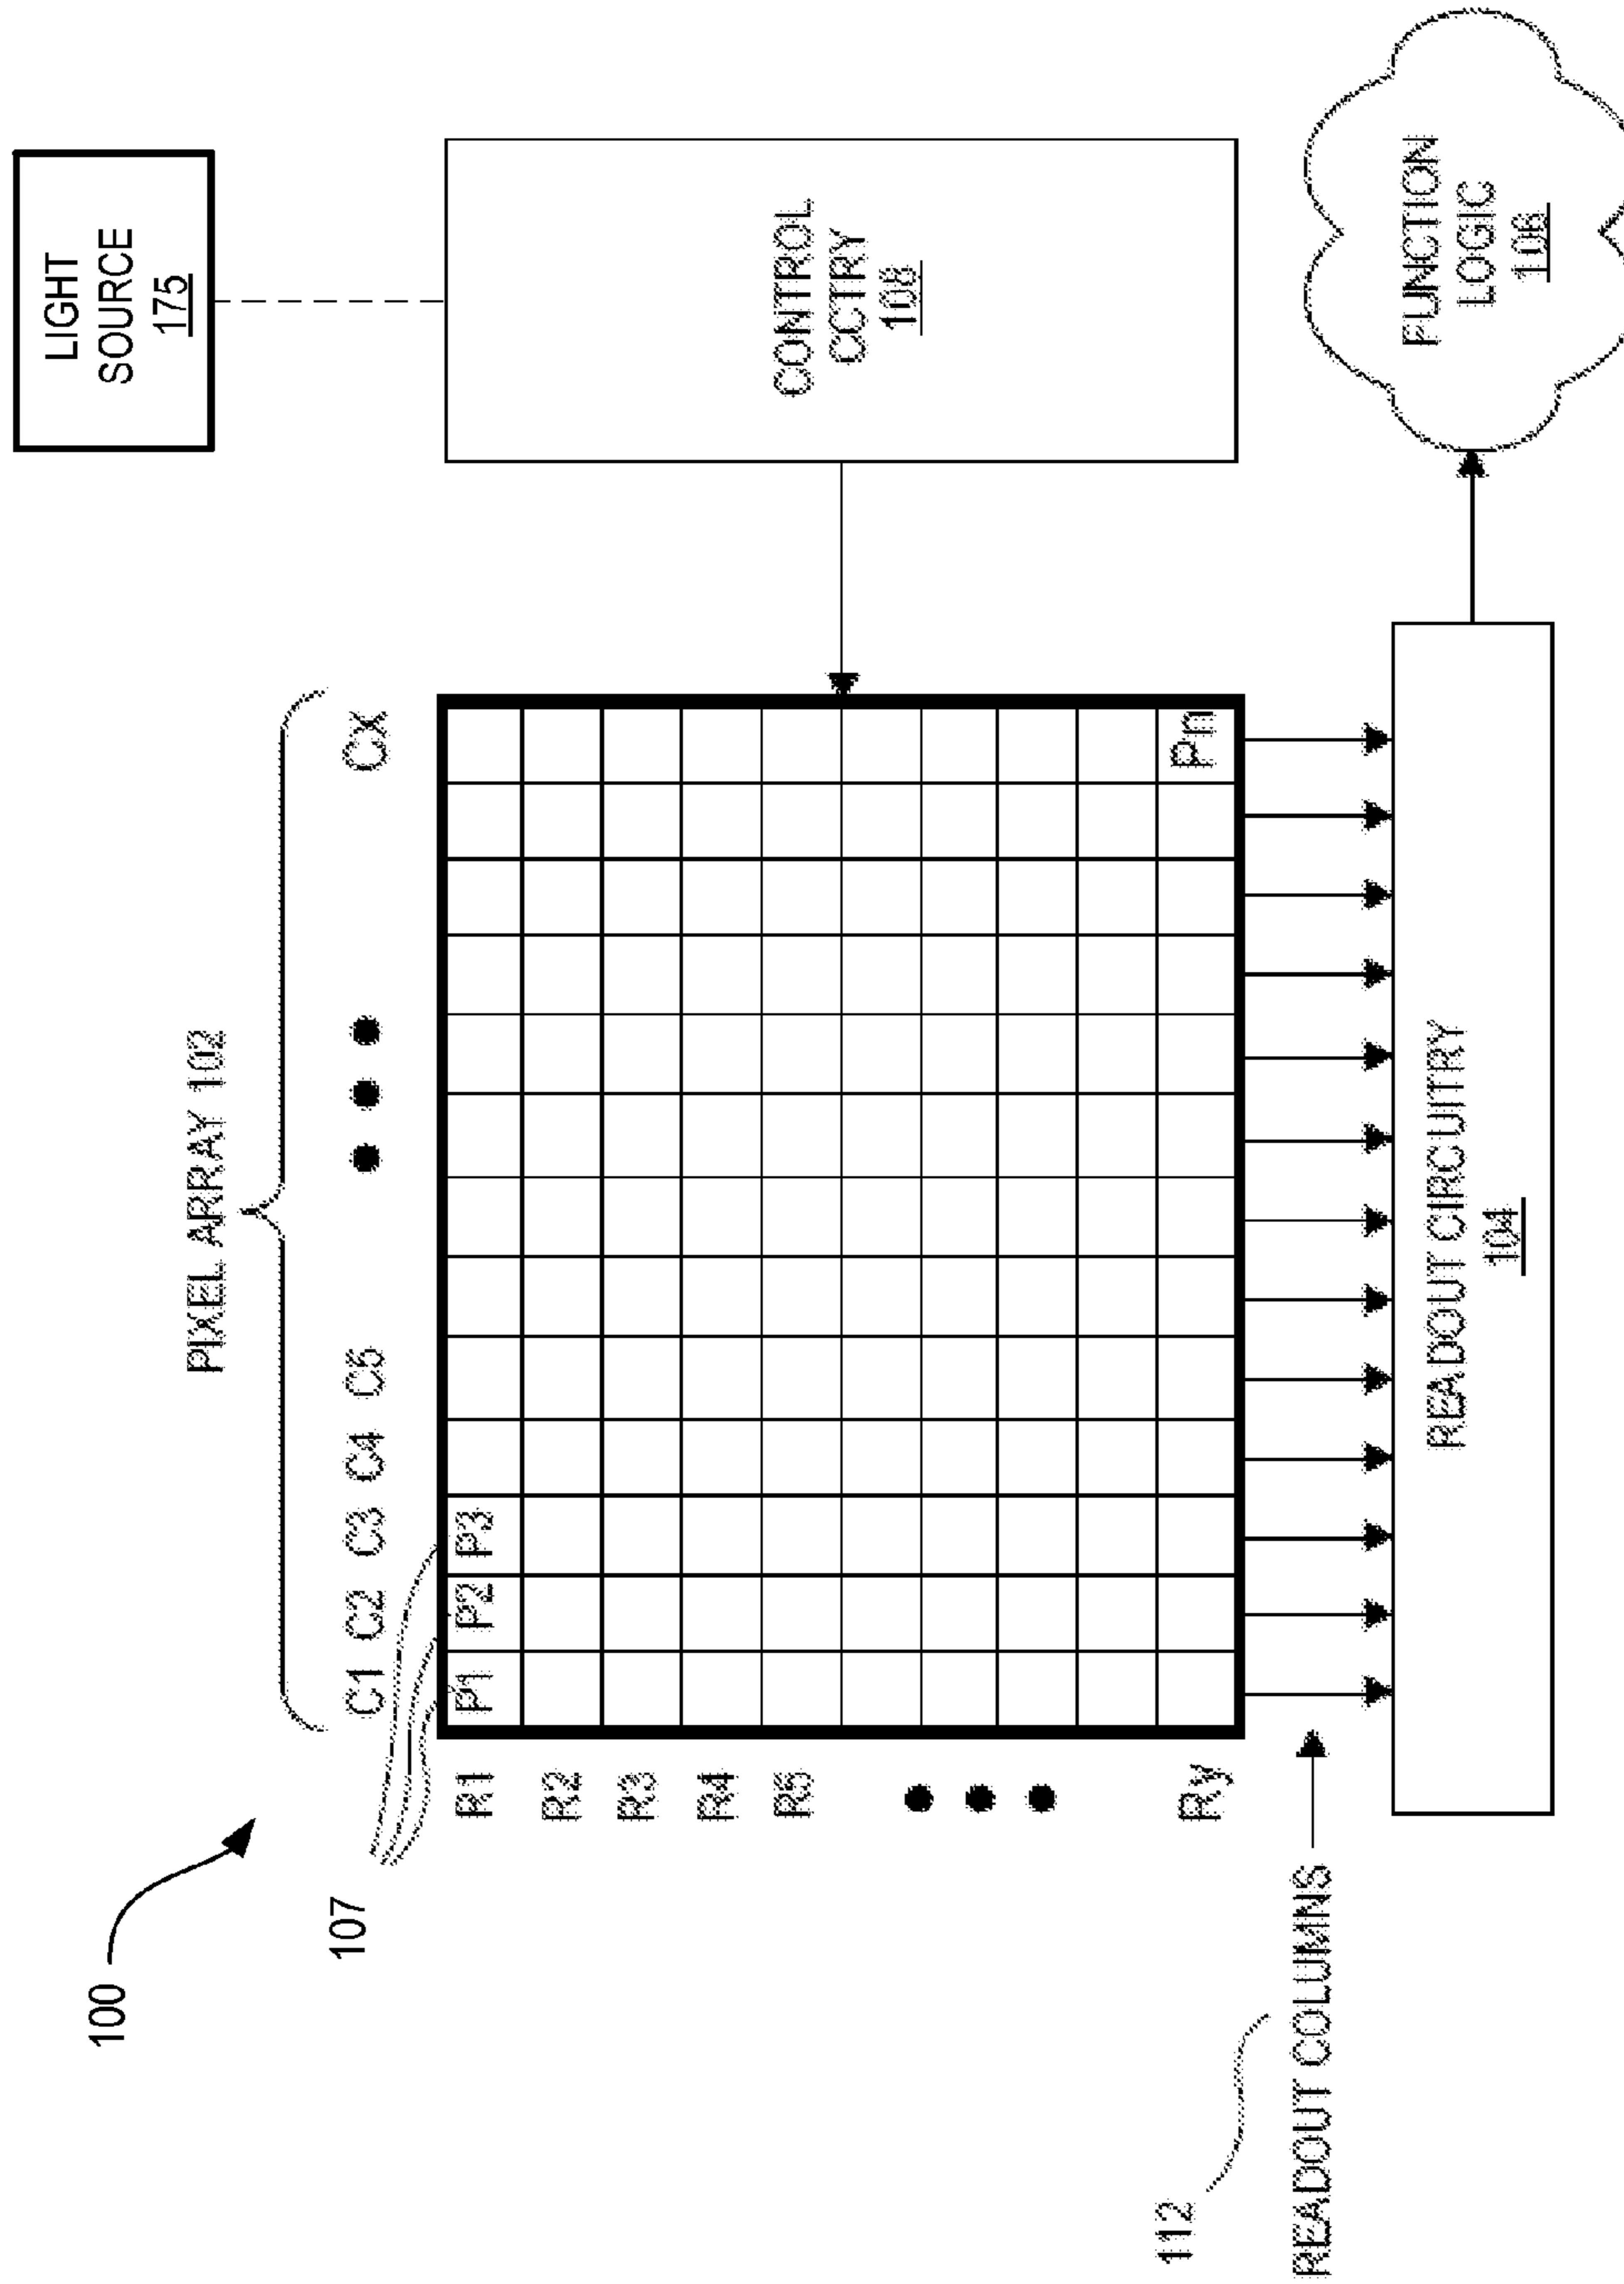 100
PIXEL ARRAY 102
LIGHT
SOURCE
175
107
C1 C2 C3 C4 C5 Cx
R1 P1 P2 P3
R2
R3
R4
R5
Ry Pn
CONTROL
CCTRY
108
112
READOUT COLUMNS
READOUT CIRCUITRY
104
FUNCTION
LOGIC
106